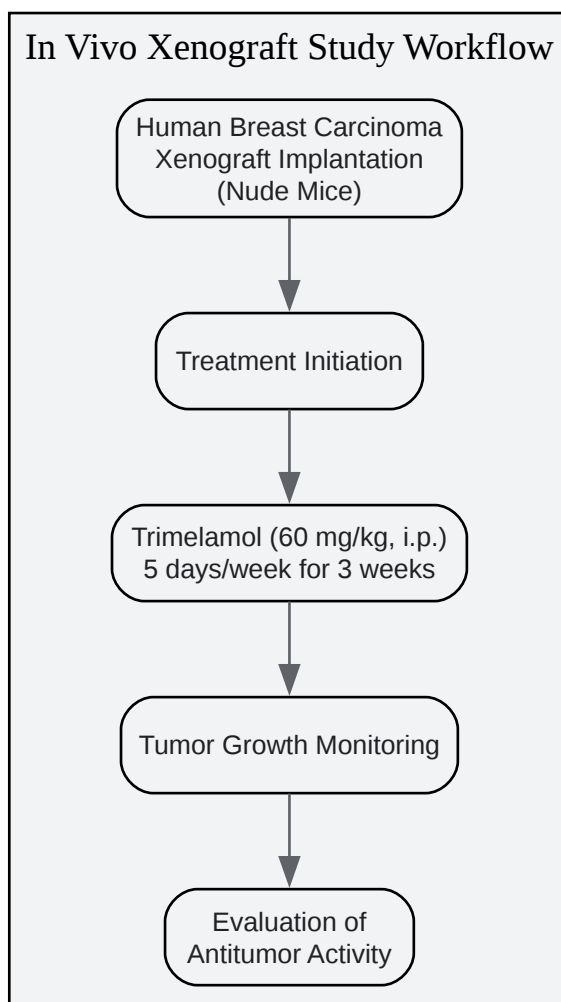 In Vivo Xenograft Study Workflow
Human Breast Carcinoma
Xenograft Implantation
(Nude Mice)
Treatment Initiation
Trimelamol (60 mg/kg, i.p.)
5 days/week for 3 weeks
Tumor Growth Monitoring
Evaluation of
Antitumor Activity